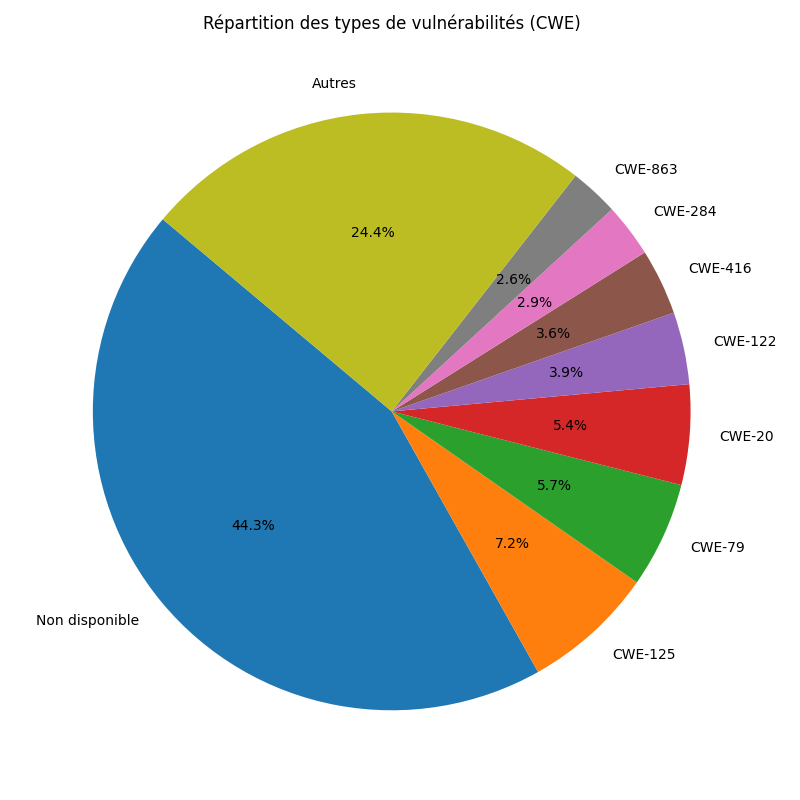 Répartition des types de vulnérabilités (CWE)
Autres
24.4%
CWE-863
2.6%
CWE-284
2.9%
CWE-416
3.6%
CWE-122
3.9%
CWE-20
5.4%
CWE-79
5.7%
CWE-125
7.2%
Non disponible
44.3%